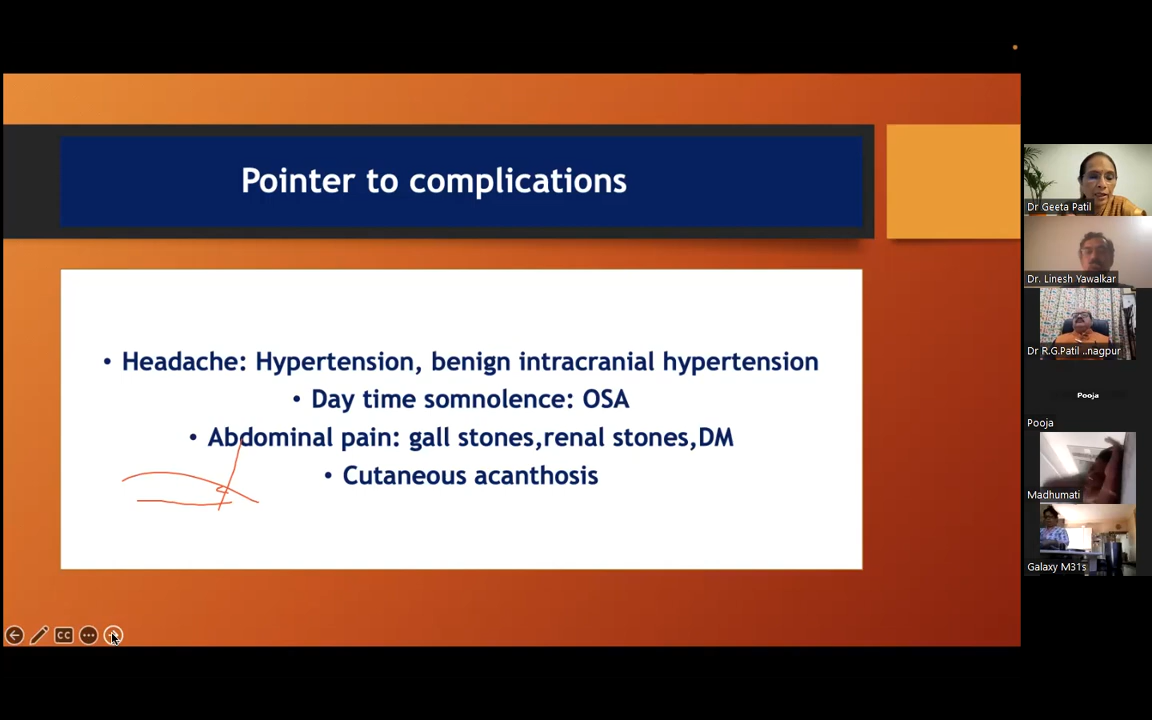 Pointer to complications
• Headache: Hypertension, benign intracranial hypertension
• Day time somnolence: OSA
• Abdominal pain: gall stones,renal stones,DM
• Cutaneous acanthosis
CC
Dr Geeta Patil
Dr. Linesh Yawalkar
Dr R.G.Patil ..nagpur
Pooja
Pooja
Madhumati
Galaxy M31s